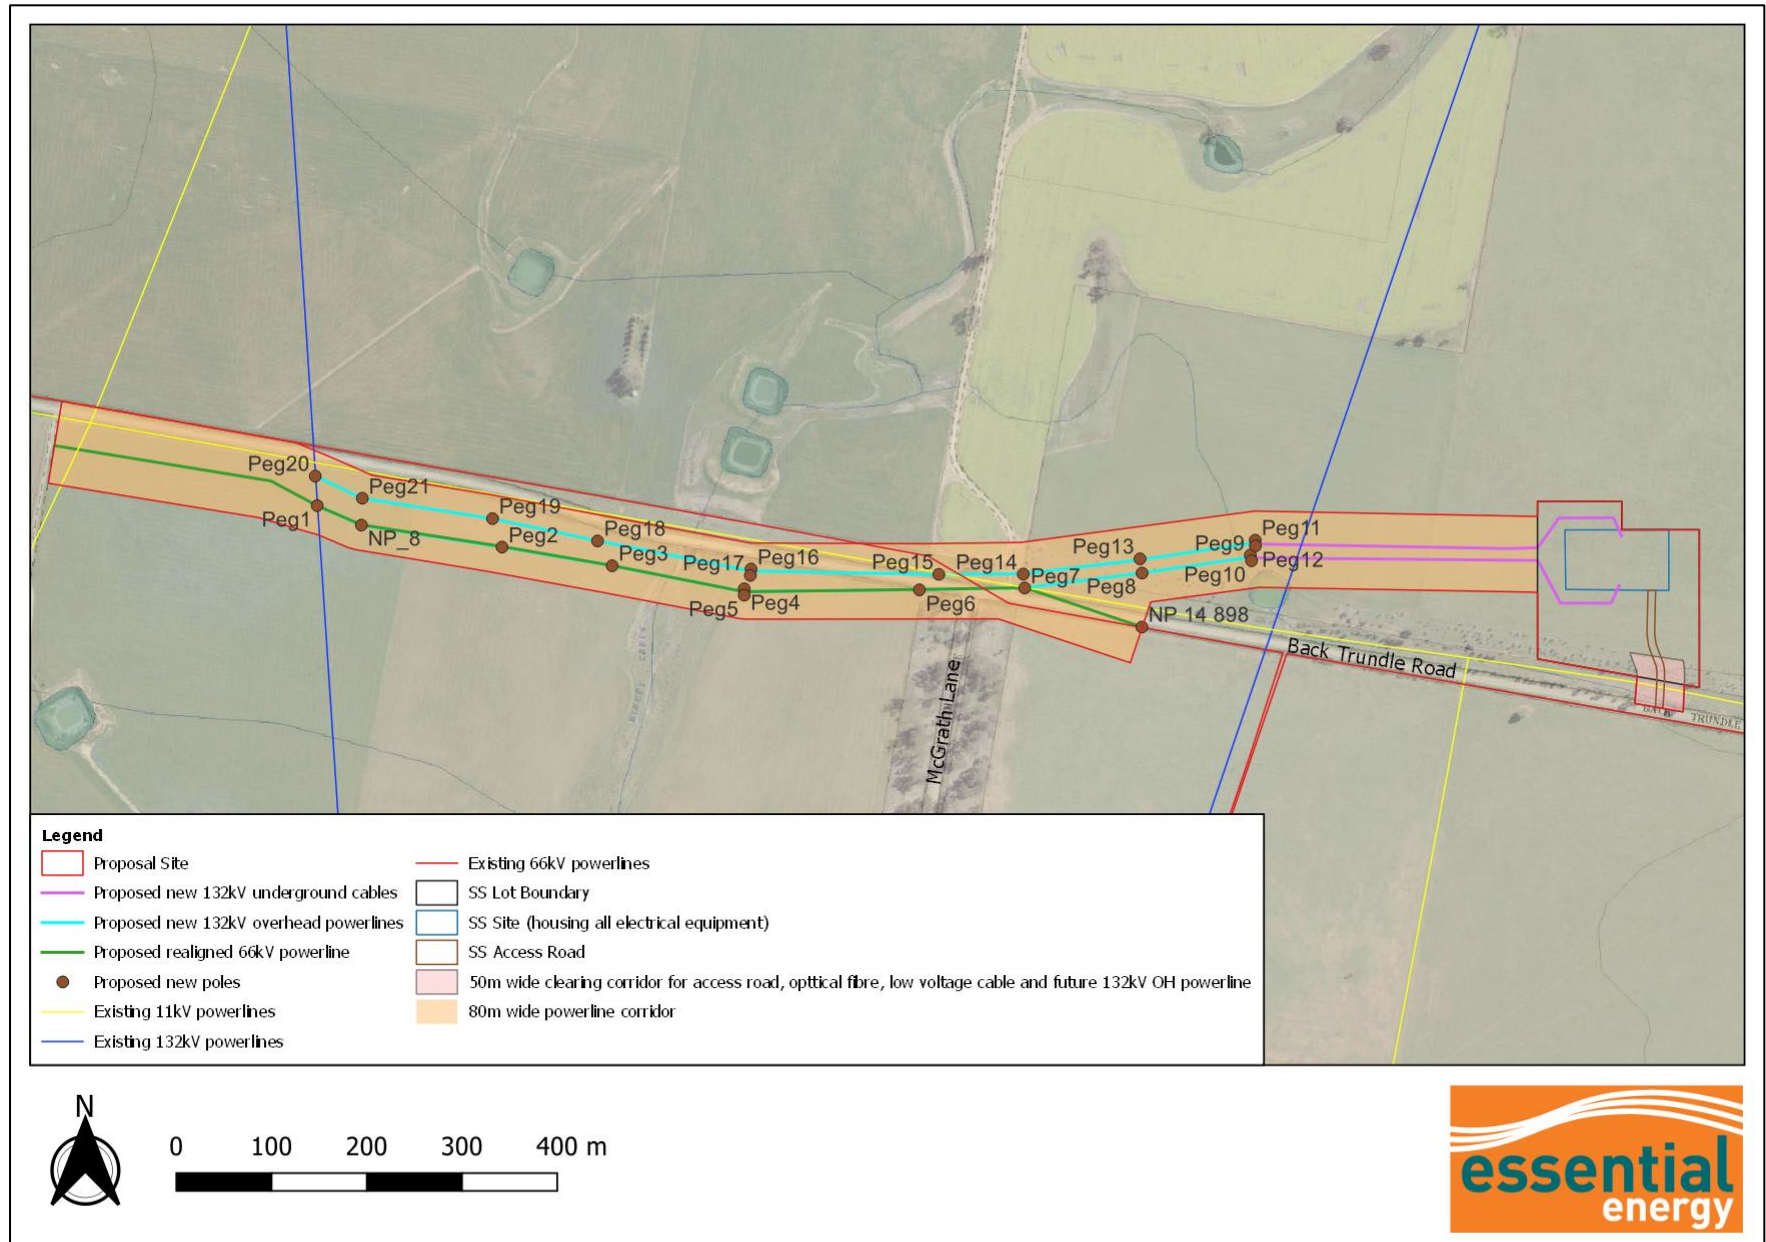 Peg20
Peg21
Peg1
NP_8
Peg19
Peg2
Peg18
Peg3
Peg17
Peg16
Peg5
Peg4
Peg15
Peg6
Peg14
Peg7
Peg13
Peg8
Peg9
Peg11
Peg10
Peg12
NP 14 898
Back Trundle Road
McGrath Lane
TRUNDLE
Legend
Proposal Site
Proposed new 132kV underground cables
Proposed new 132kV overhead powerlines
Proposed realigned 66kV powerline
Proposed new poles
Existing 11kV powerlines
Existing 132kV powerlines
Existing 66kV powerlines
SS Lot Boundary
SS Site (housing all electrical equipment)
SS Access Road
50m wide clearing corridor for access road, opttical fibre, low voltage cable and future 132kV OH powerline
80m wide powerline corridor
N
0 100 200 300 400 m
essential
energy